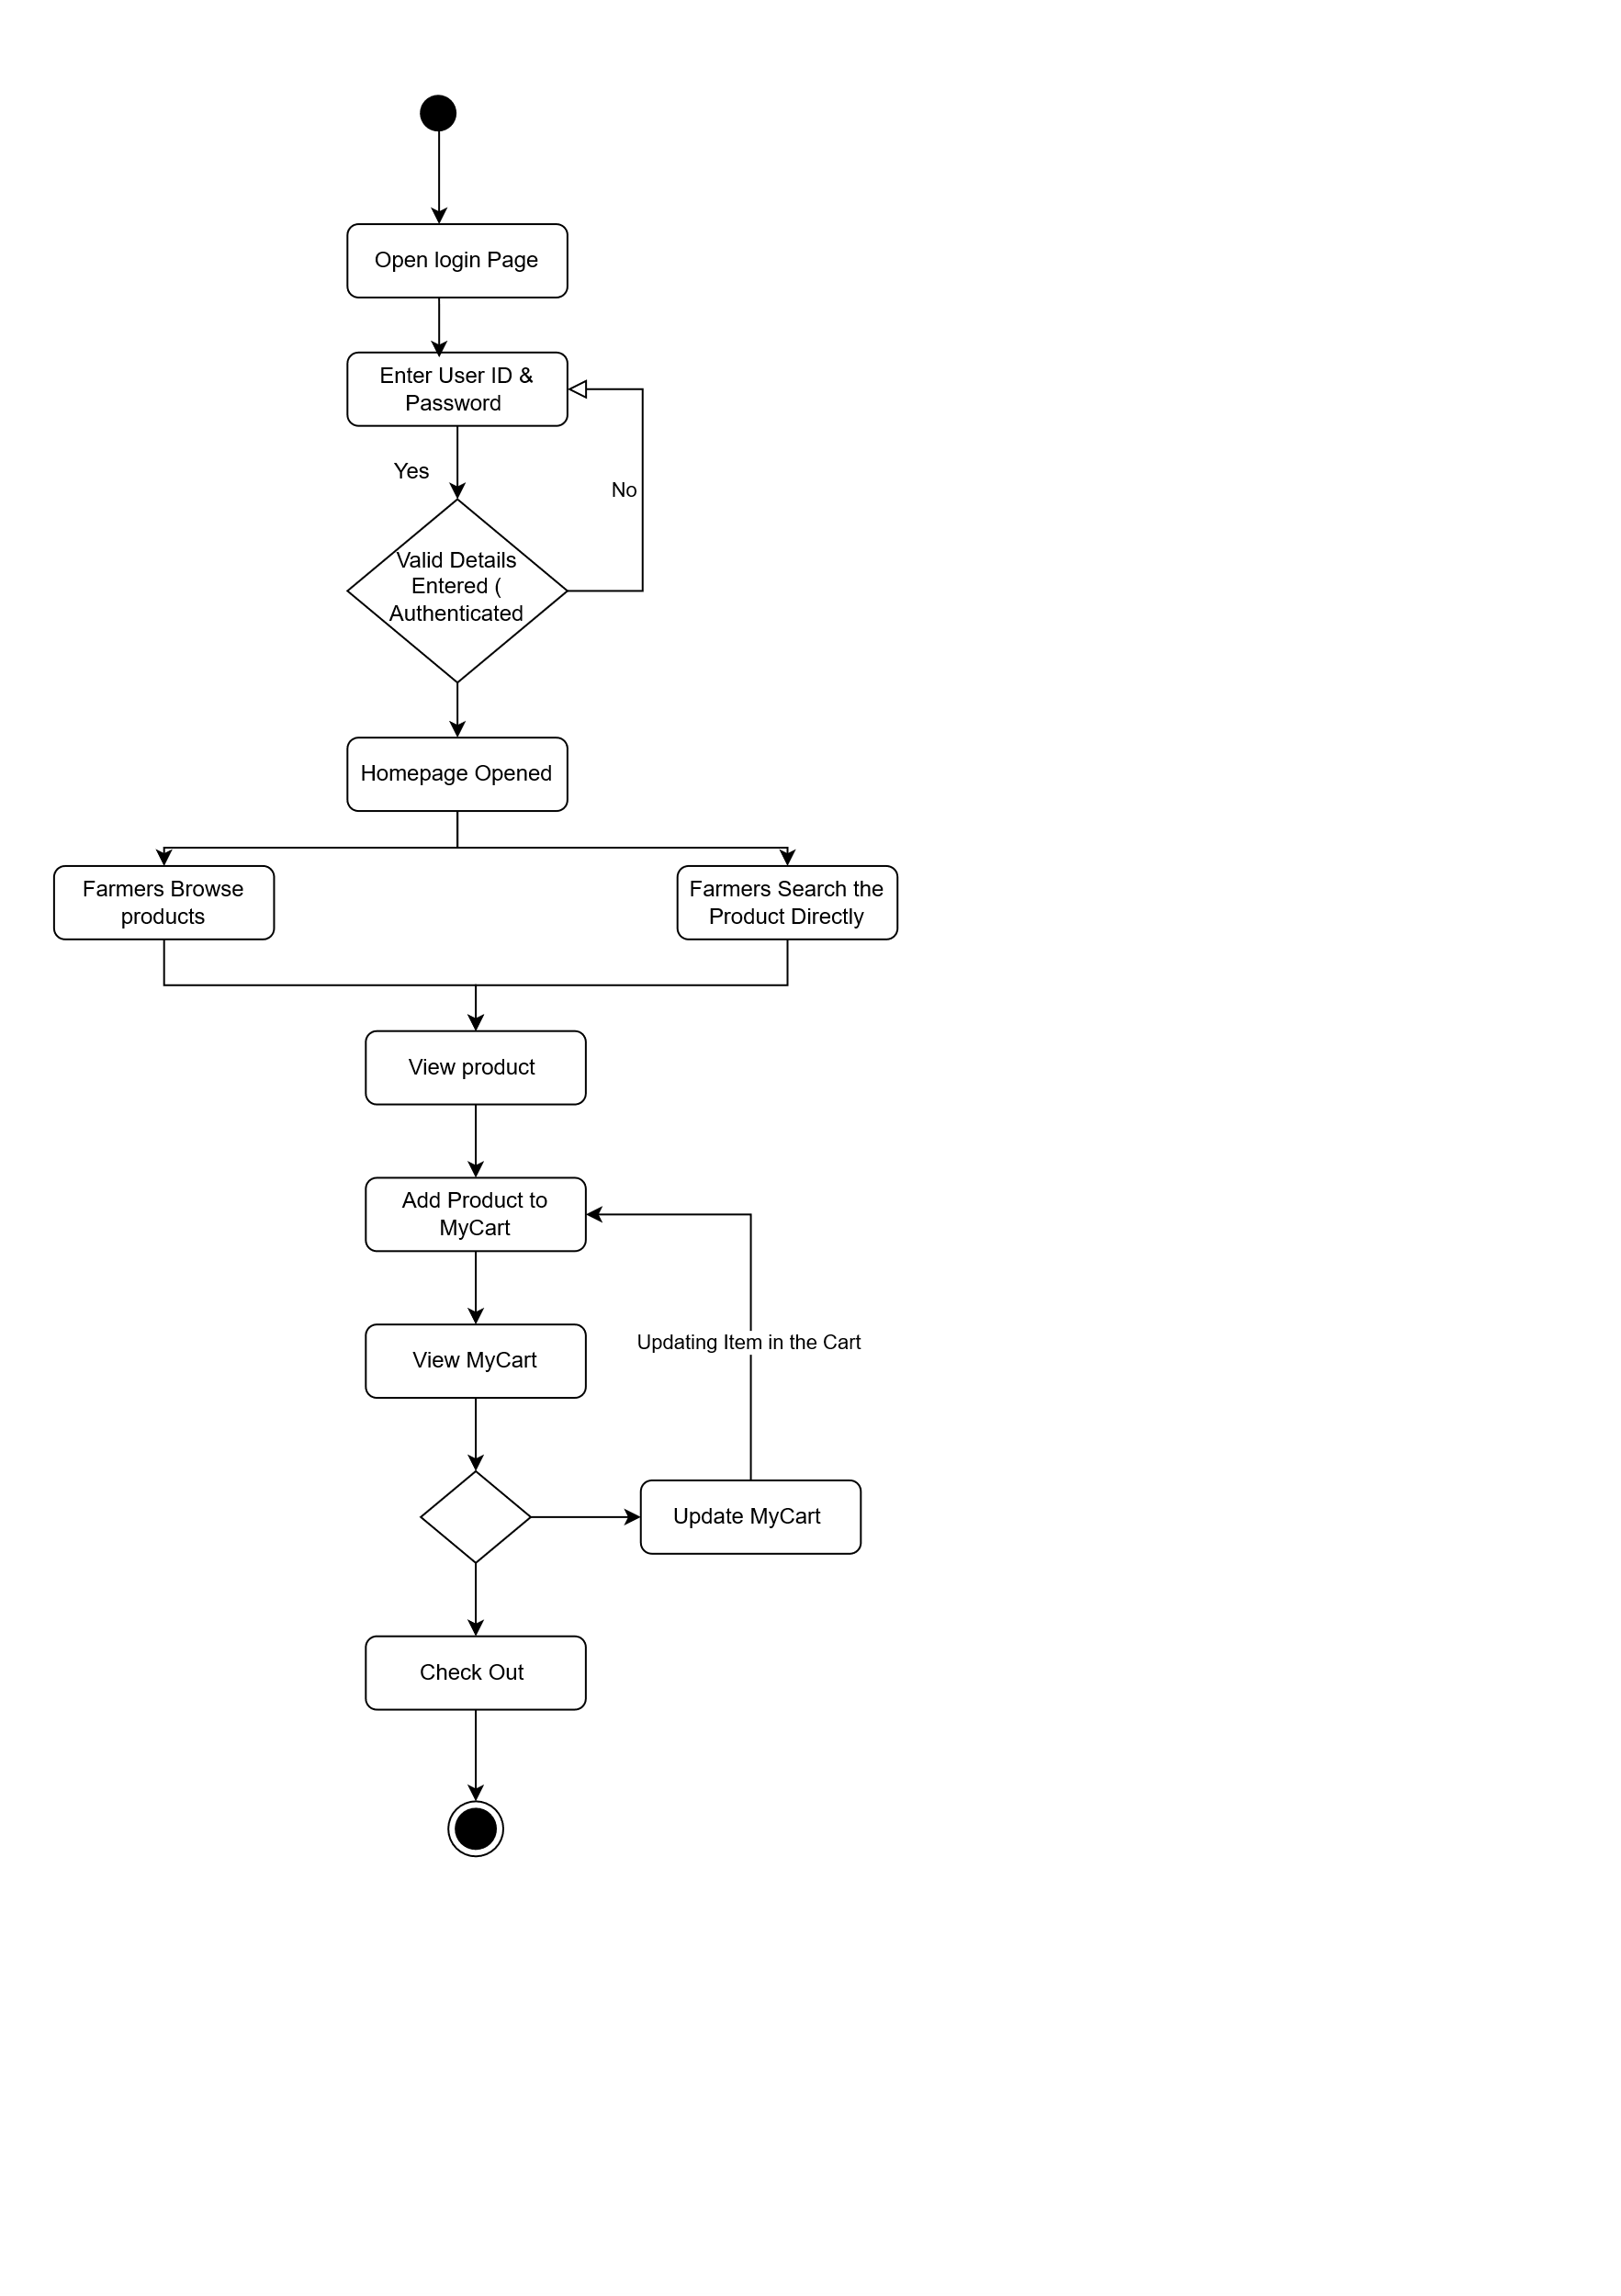 Open login Page
Enter User ID &
Password
Yes
No
Valid Details
Entered (
Authenticated
Homepage Opened
Farmers Browse
products
Farmers Search the
Product Directly
View product
Add Product to
MyCart
View MyCart
Updating Item in the Cart
Update MyCart
Check Out